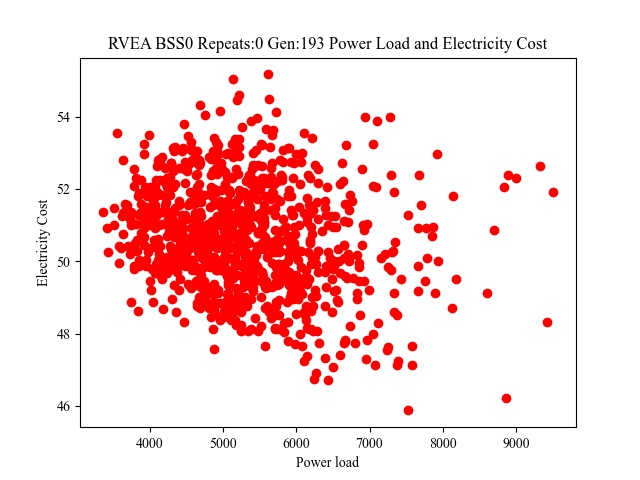 RVEA BSS0 Repeats:0 Gen:193 Power Load and Electricity Cost
54
52
50
48
46
Electricity Cost
4000 5000 6000 7000 8000 9000
Power load